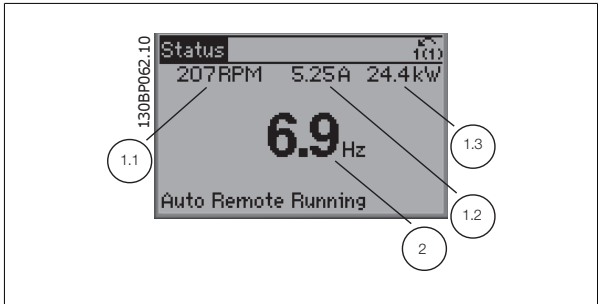 130BP062.10
Status 1(1)
207RPM 5.25A 24.4kW
6.9Hz
Auto Remote Running
1.1
1.3
1.2
2